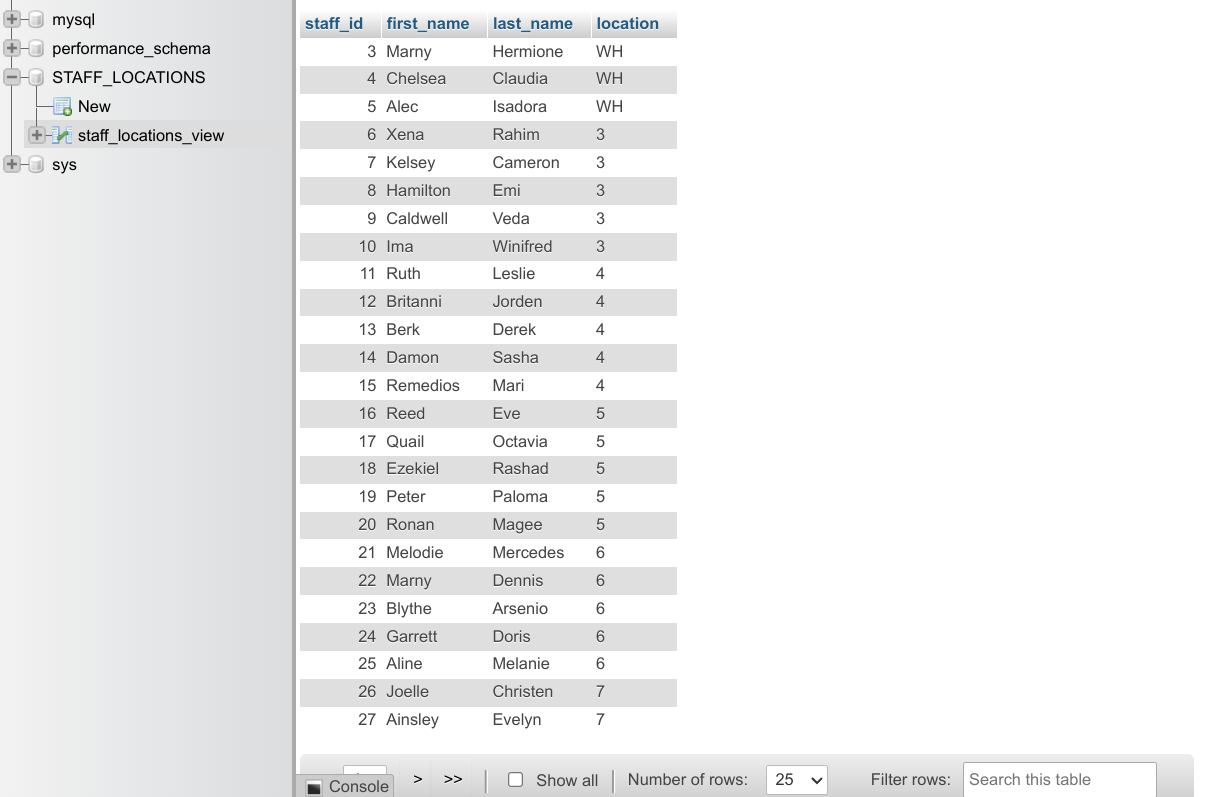 mysql
performance_schema
STAFF_LOCATIONS
New
staff_locations_view
sys
staff_id first_name last_name location
3 Marny Hermione WH
4 Chelsea Claudia WH
5 Alec Isadora WH
6 Xena Rahim 3
7 Kelsey Cameron 3
8 Hamilton Emi 3
9 Caldwell Veda 3
10 Ima Winifred 3
11 Ruth Leslie 4
12 Britanni Jorden 4
13 Berk Derek 4
14 Damon Sasha 4
15 Remedios Mari 4
16 Reed Eve 5
17 Quail Octavia 5
18 Ezekiel Rashad 5
19 Peter Paloma 5
20 Ronan Magee 5
21 Melodie Mercedes 6
22 Marny Dennis 6
23 Blythe Arsenio 6
24 Garrett Doris 6
25 Aline Melanie 6
26 Joelle Christen 7
27 Ainsley Evelyn 7
> >> Show all Number of rows: 25 Filter rows: Search this table
Console